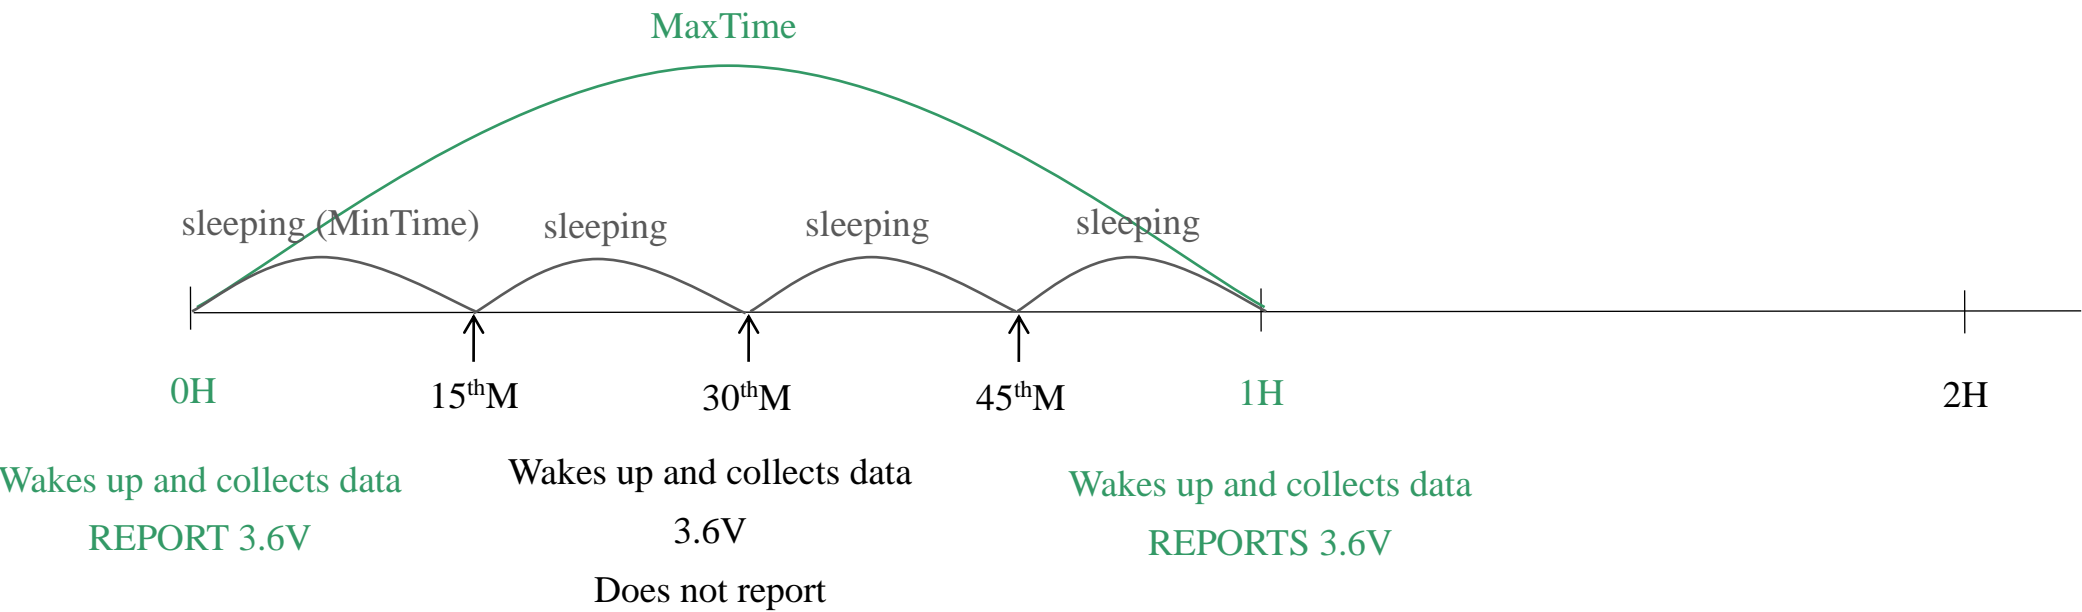 MaxTime
sleeping (MinTime)
sleeping
sleeping
sleeping
0H
15thM
30thM
45thM
1H
2H
Wakes up and collects data
REPORT 3.6V
Wakes up and collects data
3.6V
Does not report
Wakes up and collects data
REPORTS 3.6V